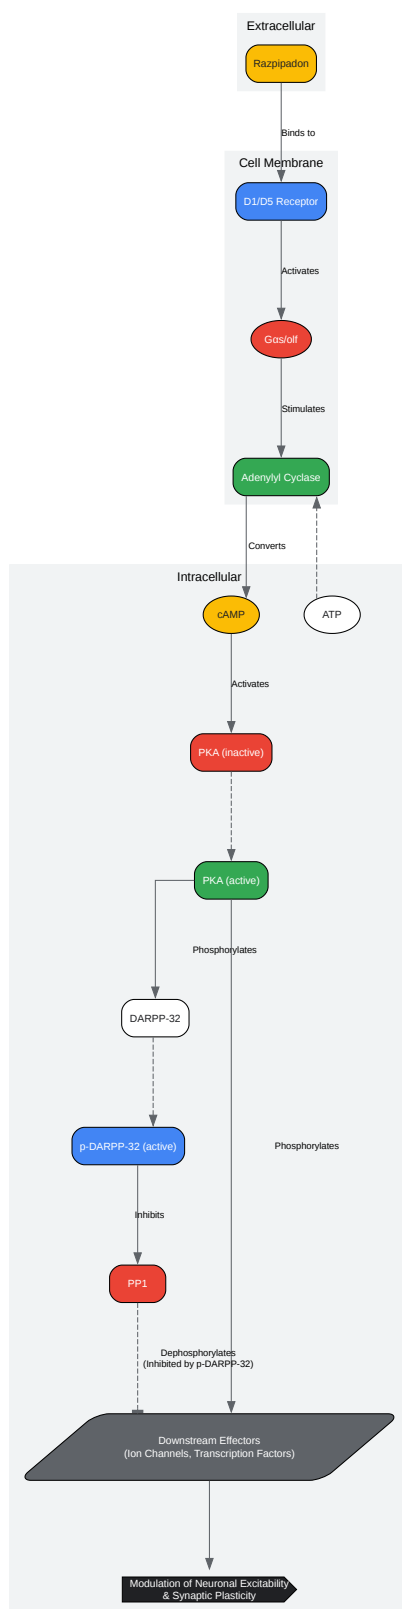 Extracellular
Razpipadon
Binds to
Cell Membrane
D1/D5 Receptor
Activates
Gαs/olf
Stimulates
Adenylyl Cyclase
Converts
Intracellular
cAMP
ATP
Activates
PKA (inactive)
PKA (active)
Phosphorylates
DARPP-32
p-DARPP-32 (active)
Phosphorylates
Inhibits
PP1
Dephosphorylates
(Inhibited by p-DARPP-32)
Downstream Effectors
(Ion Channels, Transcription Factors)
Modulation of Neuronal Excitability
& Synaptic Plasticity